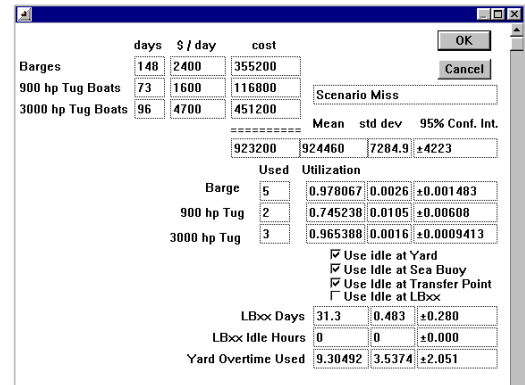 days $ / day cost OK
Barges 148 2400 355200 Cancel
900 hp Tug Boats 73 1600 116800
Scenario Miss
3000 hp Tug Boats 96 4700 451200
Mean std dev 95% Conf. Int.
==========
923200 924460 7284.9 ±4223
Used Utilization
Barge 5 0.978067 0.0026 ±0.001483
900 hp Tug 2 0.745238 0.0105 ±0.00608
3000 hp Tug 3 0.965388 0.0016 ±0.0009413
Use idle at Yard
Use Idle at Sea Buoy
Use Idle at Transfer Point
Use Idle at LBxx
LBxx Days 31.3 0.483 ±0.280
LBxx Idle Hours 0 0 ±0.000
Yard Overtime Used 9.30492 3.5374 ±2.051